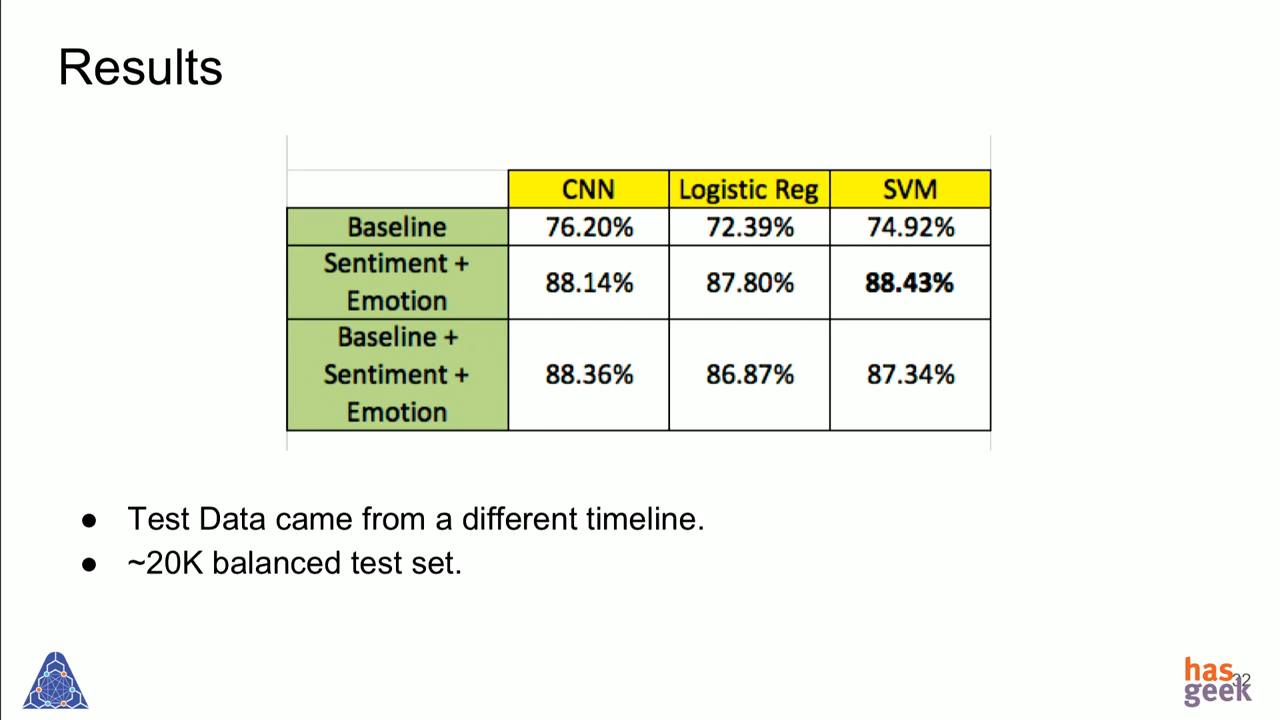 Results
CNN Logistic Reg SVM
Baseline 76.20% 72.39% 74.92%
Sentiment +
Emotion 88.14% 87.80% 88.43%
Baseline +
Sentiment +
Emotion 88.36% 86.87% 87.34%
● Test Data came from a different timeline.
● ~20K balanced test set.
has
geek
32